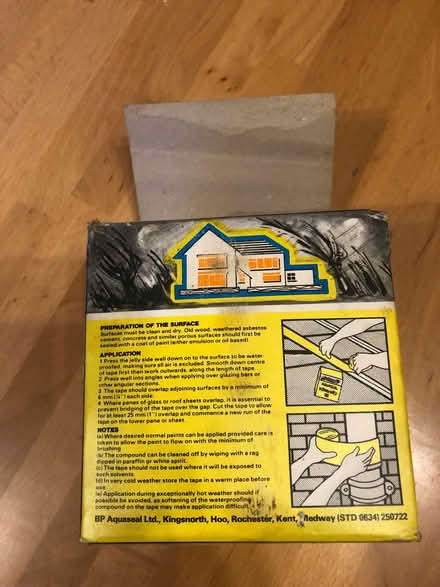 PREPARATION OF THE SURFACE
Surfaces must be clean and dry. Old wood, weathered asbestos
cement, concrete and similar porous surfaces should first be
sealed with a coat of paint (either emulsion or oil based)
APPLICATION
1 Press the jelly side wall down on to the surface to be water-
proofed, making sure all air is excluded. Smooth down centre
of tape first then work outwards, along the length of tape.
2 Press well into angles when applying over glazing bars or
other angular sections.
3 The tape should overlap adjoining surfaces by a minimum of
6 mm (¼") each side.
4 Where panes of glass or roof sheets overlap, it is essential to
prevent bridging of the tape over the gap. Cut the tape to allow
for at least 25 mm (1") overlap and commence a new run of the
tape on the lower pane or sheet.
NOTES
(a) Where desired normal paints can be applied provided care is
taken to allow the paint to flow on with the minimum of
brushing
(b) The compound can be cleaned off by wiping with a rag
dipped in paraffin or white spirit.
(c) The tape should not be used where it will be exposed to
such solvents.
(d) In very cold weather store the tape in a warm place before
use.
(e) Application during exceptionally hot weather should if
possible be avoided, as softening of the waterproofing
compound on the tape may make application difficult.
BP Aquaseal Ltd., Kingsnorth, Hoo, Rochester, Kent, Medway (STD 0634) 250722